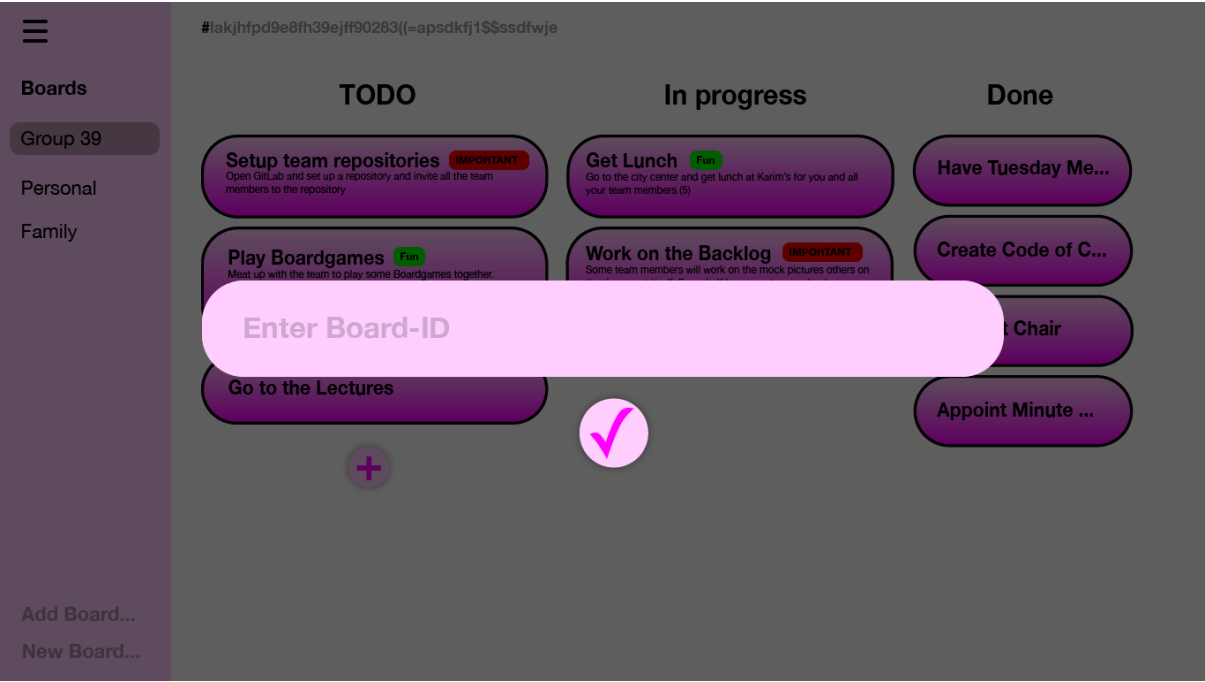 #lakjhfpd9e8fh39ejff90283((=apsdkfj1$$ssdfwje
Boards
Group 39
Personal
Family
Add Board...
New Board...
TODO
Setup team repositories IMPORTANT
Open GitLab and set up a repository and invite all the team
members to the repository
Play Boardgames Fun
Meat up with the team to play some Boardgames together.
Go to the Lectures
+
In progress
Get Lunch Fun
Go to the city center and get lunch at Karim's for you and all
your team members (5)
Work on the Backlog IMPORTANT
Some team members will work on the mock pictures others on
Done
Have Tuesday Me...
Create Code of C...
Chair
Appoint Minute ...
Enter Board-ID